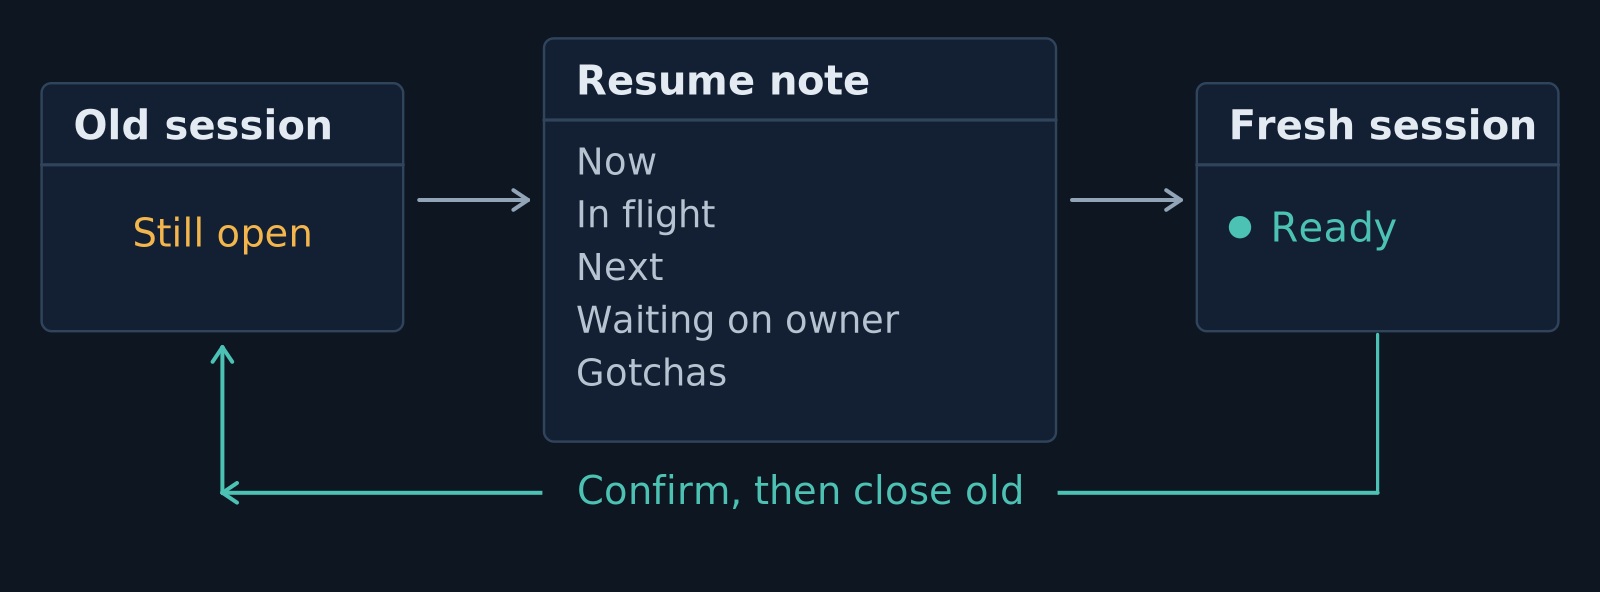 Old session
Still open
Resume note
Now
In flight
Next
Waiting on owner
Gotchas
Fresh session
Ready
Confirm, then close old